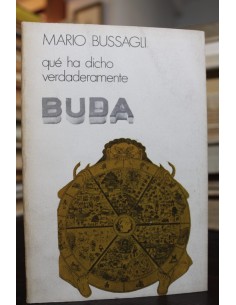 MARIO BUSSAGLI
qué ha dicho
verdaderamente
BUDA